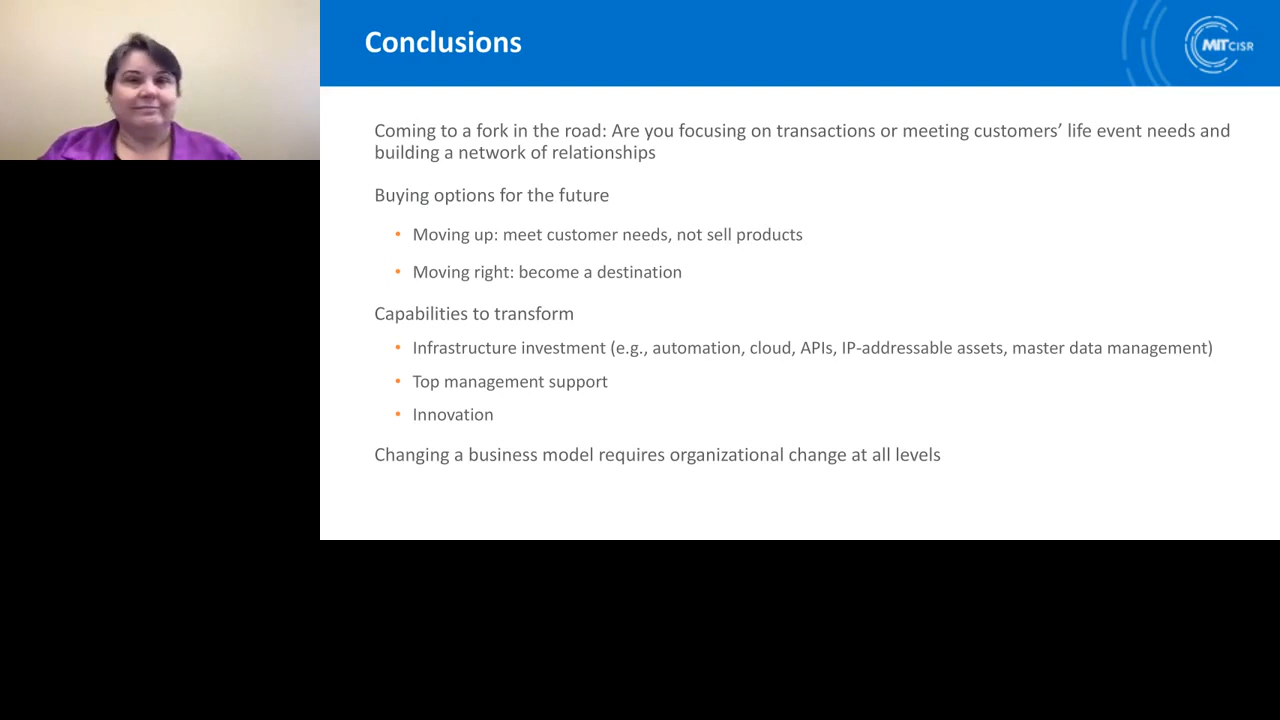 Conclusions
MIT CISR
Coming to a fork in the road: Are you focusing on transactions or meeting customers’ life event needs and
building a network of relationships
Buying options for the future
• Moving up: meet customer needs, not sell products
• Moving right: become a destination
Capabilities to transform
• Infrastructure investment (e.g., automation, cloud, APIs, IP-addressable assets, master data management)
• Top management support
• Innovation
Changing a business model requires organizational change at all levels